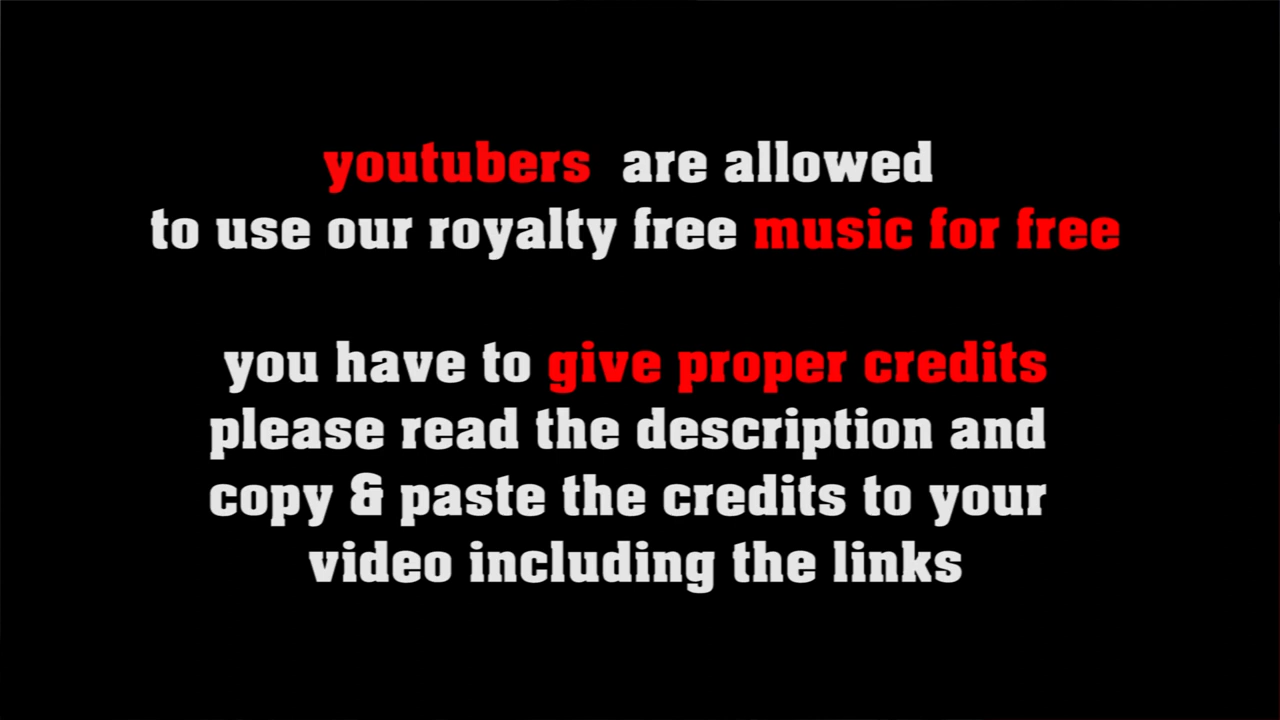 youtubers are allowed
to use our royalty free music for free
you have to give proper credits
please read the description and
copy & paste the credits to your
video including the links